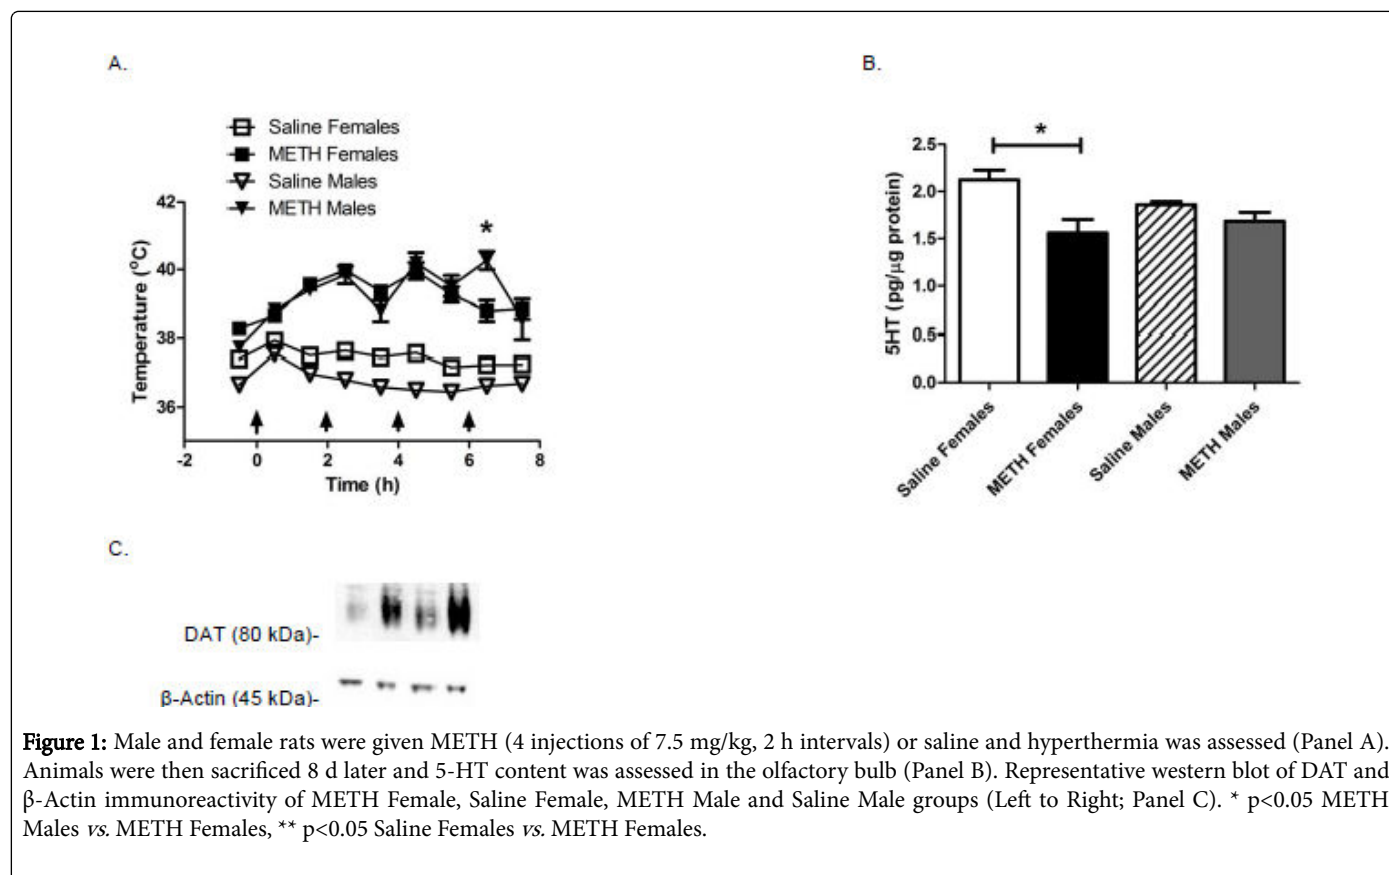 A.
Saline Females
METH Females
Saline Males
METH Males
*
42
40
38
36
Temperature (°C)
-2 0 2 4 6 8
Time (h)
B.
*
2.5
2.0
1.5
1.0
0.5
0.0
5HT (pg/µg protein)
Saline Females
METH Females
Saline Males
METH Males
C.
DAT (80 kDa)-
β-Actin (45 kDa)-
Figure 1: Male and female rats were given METH (4 injections of 7.5 mg/kg, 2 h intervals) or saline and hyperthermia was assessed (Panel A).
Animals were then sacrificed 8 d later and 5-HT content was assessed in the olfactory bulb (Panel B). Representative western blot of DAT and
β-Actin immunoreactivity of METH Female, Saline Female, METH Male and Saline Male groups (Left to Right; Panel C). * p<0.05 METH
Males vs. METH Females, ** p<0.05 Saline Females vs. METH Females.